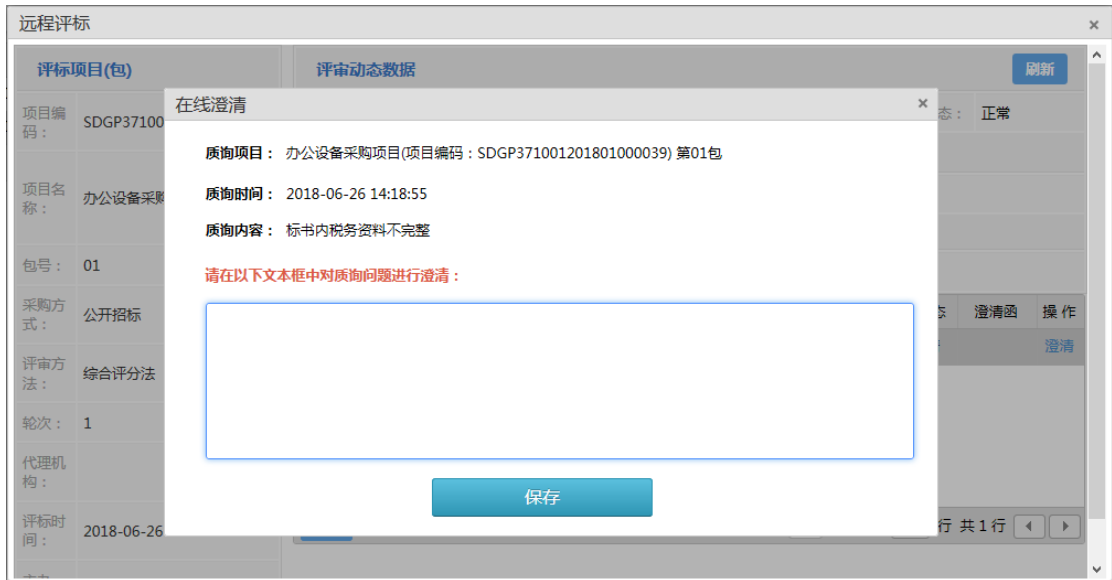 远程评标
评标项目(包)
评审动态数据
刷新
项目编
码：
SDGP37100
态： 正常
项目名
称：
办公设备采购
包号： 01
采购方
式：
公开招标
评审方
法：
综合评分法
轮次： 1
代理机
构：
评标时
间：
2018-06-26
在线澄清
质询项目： 办公设备采购项目(项目编码：SDGP371001201801000039) 第01包
质询时间： 2018-06-26 14:18:55
质询内容： 标书内税务资料不完整
请在以下文本框中对质询问题进行澄清：
保存
态 澄清函 操 作
澄清
行 共 1 行